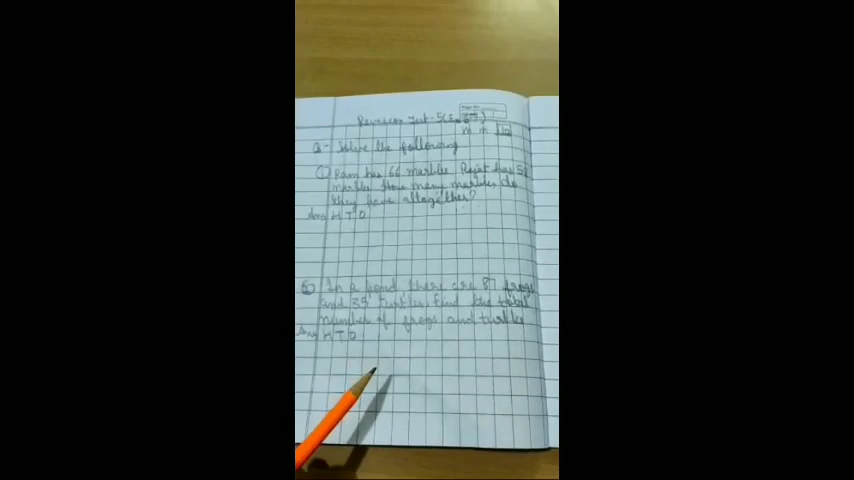 Revision Test-5
Q- Solve the following
① Ram has 66 marbles. Rajat has 58
marbles. How many marbles do
they have altogether?
Ans H T O
In a pond there are 87 frogs
and 35 turtles. Find the total
number of frogs and turtles
Ans H T O